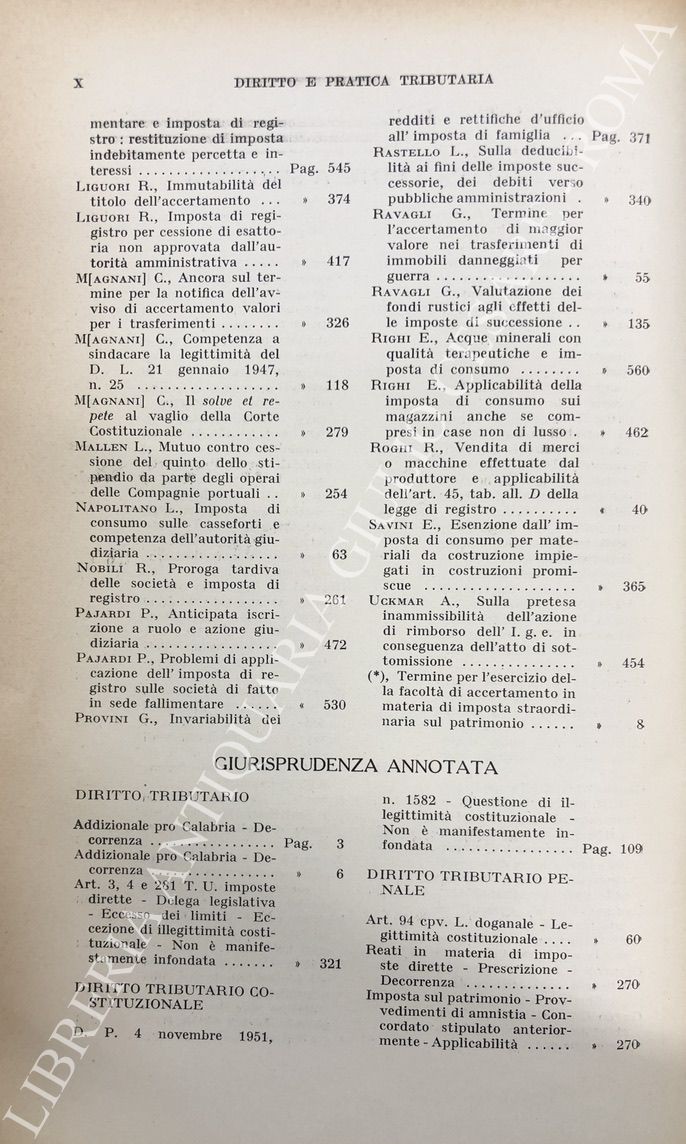 X
DIRITTO E PRATICA TRIBUTARIA
mentare e imposta di regi-
stro : restituzione di imposta
indebitamente percetta e in-
teressi .................. Pag. 545
LIGUORI R., Immutabilità del
titolo dell'accertamento ... » 374
LIGUORI R., Imposta di regi-
gistro per cessione di esatto-
ria non approvata dall'au-
torità amministrativa ..... » 417
M[AGNANI] C., Ancora sul ter-
mine per la notifica dell'av-
viso di accertamento valori
per i trasferimenti ........ » 326
M[AGNANI] C., Competenza a
sindacare la legittimità del
D. L. 21 gennaio 1947,
n. 25 .................. » 118
M[AGNANI] C., Il solve et re-
pete al vaglio della Corte
Costituzionale ............ » 279
MALLEN L., Mutuo contro ces-
sione del quinto dello sti-
pendio da parte degli operai
delle Compagnie portuali .. » 254
NAPOLITANO L., Imposta di
consumo sulle casseforti e
competenza dell'autorità giu-
diziaria ................. » 63
NOBILI R., Proroga tardiva
delle società e imposta di
registro ................. » 261
PAJARDI P., Anticipata iscri-
zione a ruolo e azione giu-
diziaria ................. » 472
PAJARDI P., Problemi di appli-
cazione dell' imposta di re-
gistro sulle società di fatto
in sede fallimentare ...... « 530
PROVINI G., Invariabilità dei
redditi e rettifiche d'ufficio
all' imposta di famiglia ... Pag. 371
RASTELLO L., Sulla deducibi-
lità ai fini delle imposte suc-
cessorie, dei debiti verso
pubbliche amministrazioni . » 340
RAVAGLI G., Termine per
l'accertamento di maggior
valore nei trasferimenti di
immobili danneggiati per
guerra ................... » 55
RAVAGLI G., Valutazione dei
fondi rustici agli effetti del-
le imposte di successione .. » 135
RIGHI E., Acque minerali con
qualità terapeutiche e im-
posta di consumo ........ » 560
RIGHI E., Applicabilità della
imposta di consumo sui
magazzini anche se com-
presi in case non di lusso . » 462
ROGHI R., Vendita di merci
o macchine effettuate dal
produttore e applicabilità
dell'art. 45, tab. all. D della
legge di registro .......... « 40
SAVINI E., Esenzione dall' im-
posta di consumo per mate-
riali da costruzione impie-
gati in costruzioni promi-
scue .................... » 365
UCKMAR A., Sulla pretesa
inammissibilità dell'azione
di rimborso dell' I. g. e. in
conseguenza dell'atto di sot-
tomissione ............... » 454
(*), Termine per l'esercizio del-
la facoltà di accertamento in
materia di imposta straordi-
naria sul patrimonio ...... » 8
GIURISPRUDENZA ANNOTATA
DIRITTO TRIBUTARIO
Addizionale pro Calabria - De-
correnza ................ Pag. 3
Addizionale pro Calabria - De-
correnza ................ » 6
Art. 3, 4 e 261 T. U. imposte
dirette - Delega legislativa
- Eccesso dei limiti - Ec-
cezione di illegittimità costi-
tuzionale - Non è manife-
stamente infondata ....... » 321
DIRITTO TRIBUTARIO CO-
STITUZIONALE
D. P. 4 novembre 1951,
n. 1582 - Questione di il-
legittimità costituzionale -
Non è manifestamente in-
fondata ................. Pag. 109
DIRITTO TRIBUTARIO PE-
NALE
Art. 94 cpv. L. doganale - Le-
gittimità costituzionale .... » 60
Reati in materia di impo-
ste dirette - Prescrizione -
Decorrenza .............. » 270
Imposta sul patrimonio - Prov-
vedimenti di amnistia - Con-
cordato stipulato anterior-
mente - Applicabilità ...... » 270
LIBRERIA ANTIQUARIA GIULIO CESARE ROMA